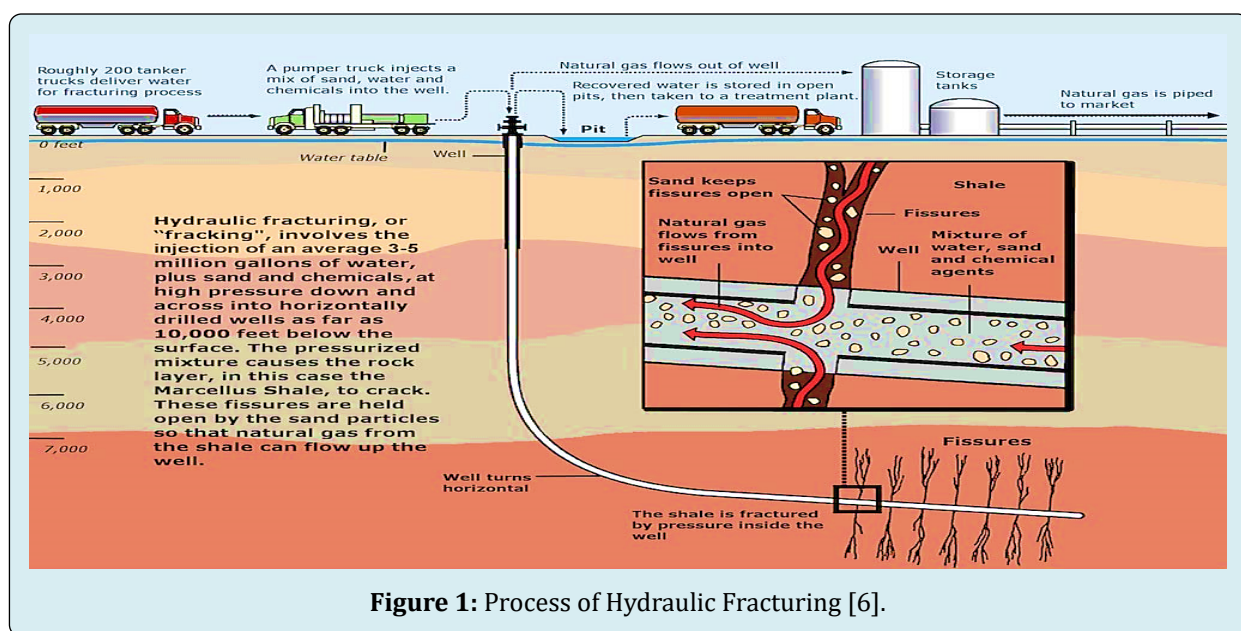 Roughly 200 tanker
trucks deliver water
for fracturing process
A pumper truck injects a
mix of sand, water and
chemicals into the well.
Natural gas flows out of well
Recovered water is stored in open
pits, then taken to a treatment plant.
Storage
tanks
Natural gas is piped
to market
Pit
0 feet
Water table
Well
1,000
2,000
3,000
4,000
5,000
6,000
7,000
Hydraulic fracturing, or
"fracking", involves the
injection of an average 3-5
million gallons of water,
plus sand and chemicals, at
high pressure down and
across into horizontally
drilled wells as far as
10,000 feet below the
surface. The pressurized
mixture causes the rock
layer, in this case the
Marcellus Shale, to crack.
These fissures are held
open by the sand particles
so that natural gas from
the shale can flow up the
well.
Sand keeps
fissures open
Shale
Fissures
Natural gas
flows from
fissures into
well
Well
Mixture of
water, sand
and chemical
agents
Fissures
Well turns
horizontal
The shale is fractured
by pressure inside the
well
Figure 1: Process of Hydraulic Fracturing [6].